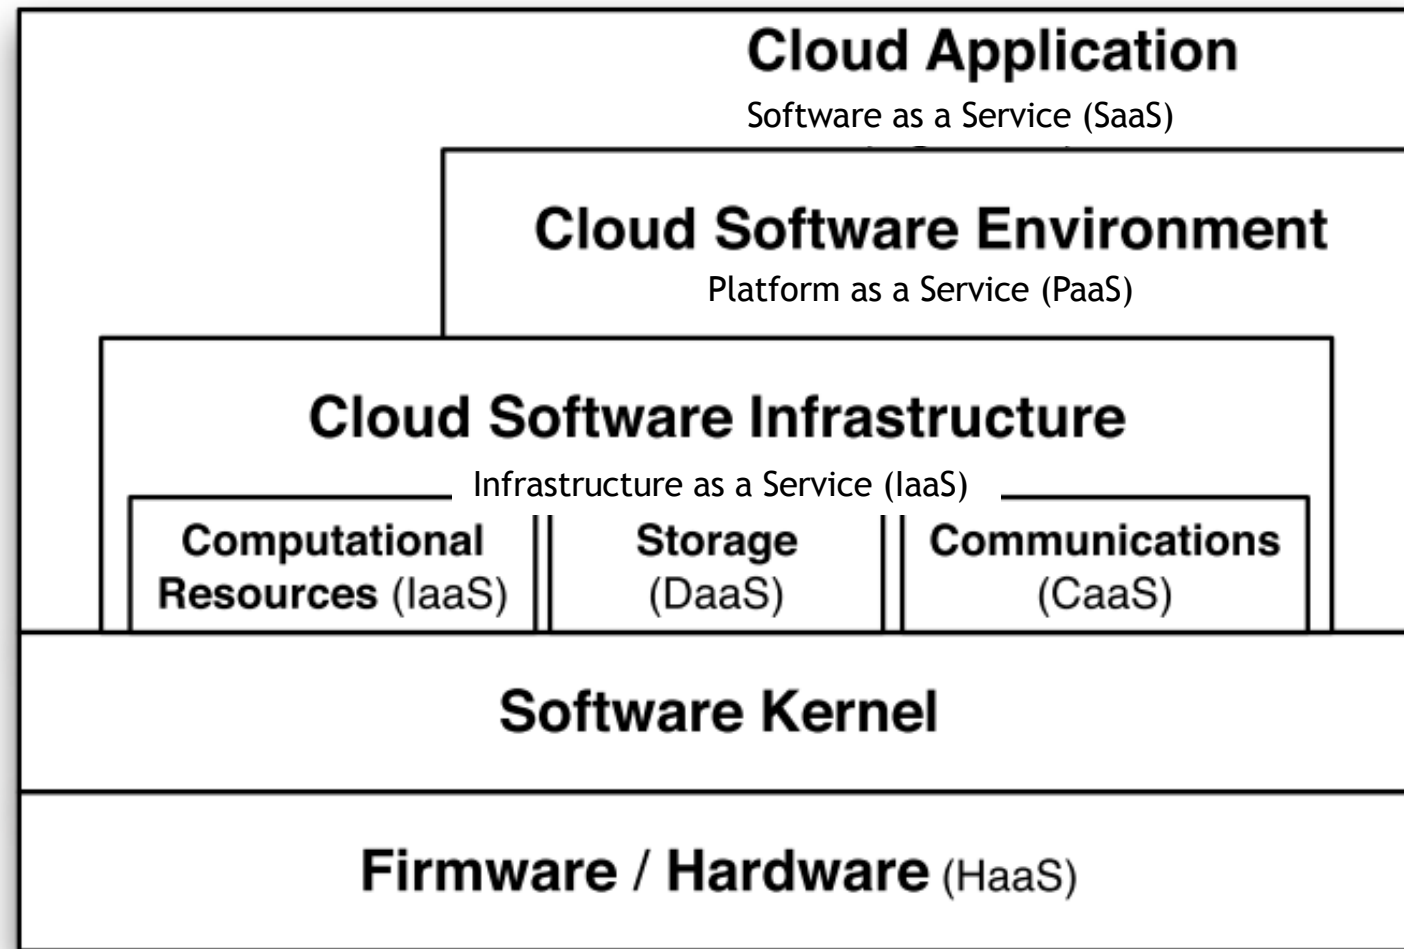 Cloud Application
Software as a Service (SaaS)
Cloud Software Environment
Platform as a Service (PaaS)
Cloud Software Infrastructure
Infrastructure as a Service (IaaS)
Computational
Resources (IaaS)
Storage
(DaaS)
Communications
(CaaS)
Software Kernel
Firmware / Hardware (HaaS)